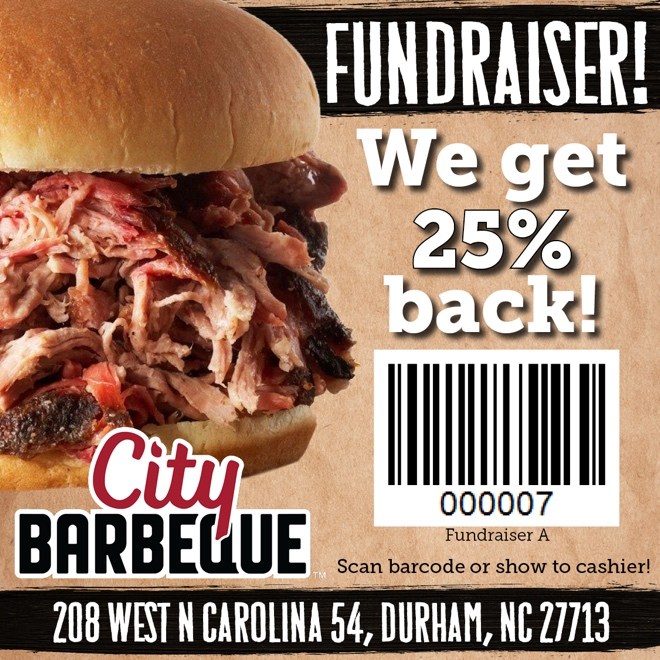 FUNDRAISER!
We get
25%
back!
000007
Fundraiser A
Scan barcode or show to cashier!
City
BARBEQUE™
208 WEST N CAROLINA 54, DURHAM, NC 27713